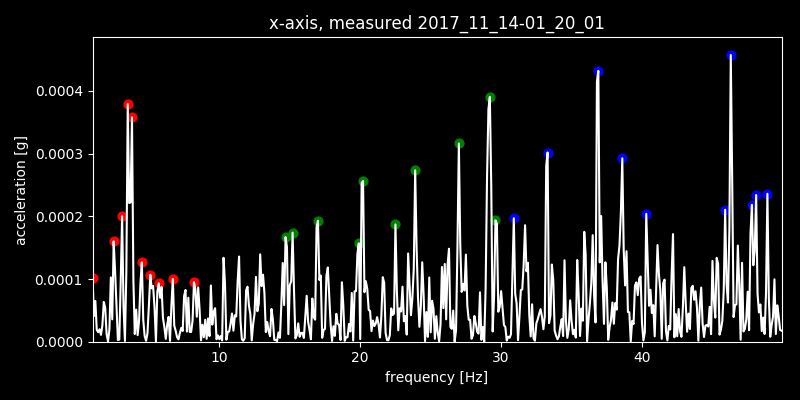 x-axis, measured 2017_11_14-01_20_01
0.0004
0.0003
0.0002
0.0001
0.0000
acceleration [g]
10 20 30 40
frequency [Hz]